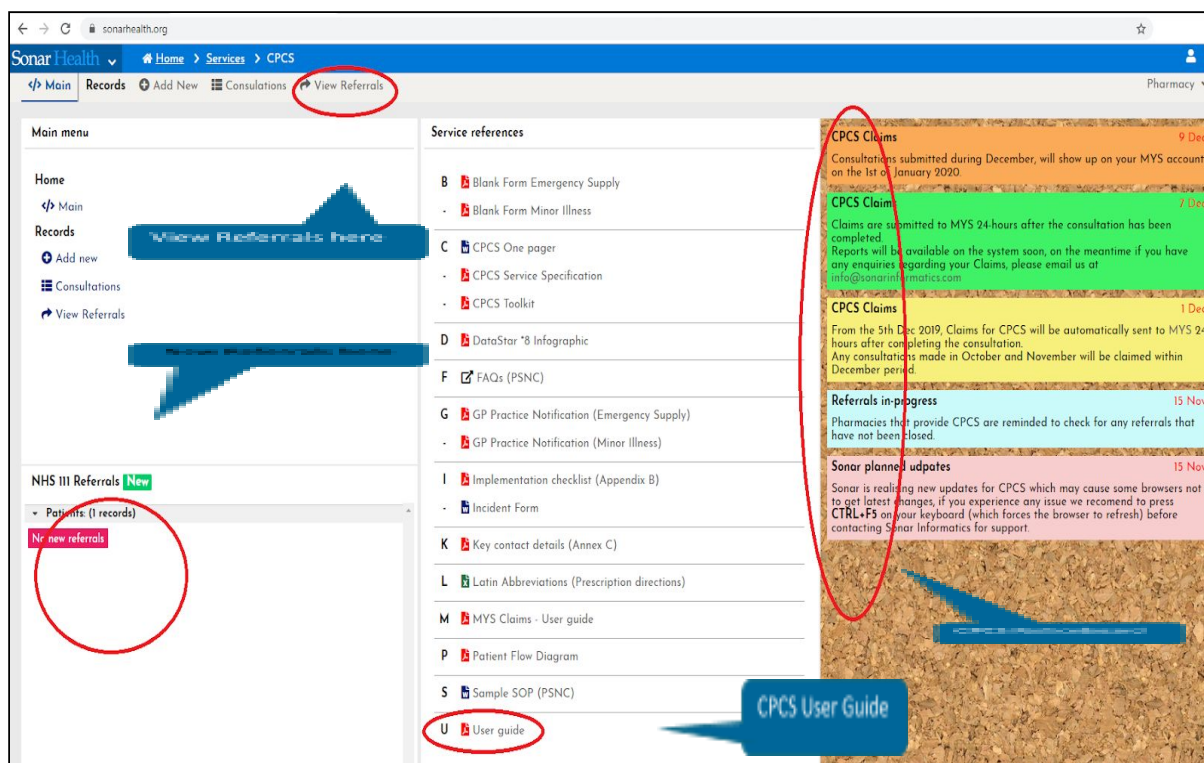 sonarhealth.org
Sonar Health Home > Services > CPCS
Main Records Add New Consulations View Referrals Pharmacy
Main menu
Home
Main
Records
Add new
Consultations
View Referrals
View Referrals here
NHS 111 Referrals New
Patients: (1 records)
No new referrals
Service references
B Blank Form Emergency Supply
- Blank Form Minor Illness
C CPCS One pager
- CPCS Service Specification
- CPCS Toolkit
D DataStar *8 Infographic
F FAQs (PSNC)
G GP Practice Notification (Emergency Supply)
- GP Practice Notification (Minor Illness)
I Implementation checklist (Appendix B)
- Incident Form
K Key contact details (Annex C)
L Latin Abbreviations (Prescription directions)
M MYS Claims - User guide
P Patient Flow Diagram
S Sample SOP (PSNC)
U User guide
CPCS User Guide
CPCS Claims 9 Dec
Consultations submitted during December, will show up on your MYS account
on the 1st of January 2020.
CPCS Claims 7 Dec
Claims are submitted to MYS 24-hours after the consultation has been
completed.
Reports will be available on the system soon, on the meantime if you have
any enquiries regarding your Claims, please email us at
info@sonarinformatics.com
CPCS Claims 1 Dec
From the 5th Dec 2019, Claims for CPCS will be automatically sent to MYS 24
hours after completing the consultation.
Any consultations made in October and November will be claimed within
December period.
Referrals in-progress 15 Nov
Pharmacies that provide CPCS are reminded to check for any referrals that
have not been closed.
Sonar planned udpates 15 Nov
Sonar is realising new updates for CPCS which may cause some browsers not
to get latest changes, if you experience any issue we recomend to press
CTRL+F5 on your keyboard (which forces the browser to refresh) before
contacting Sonar Informatics for support.